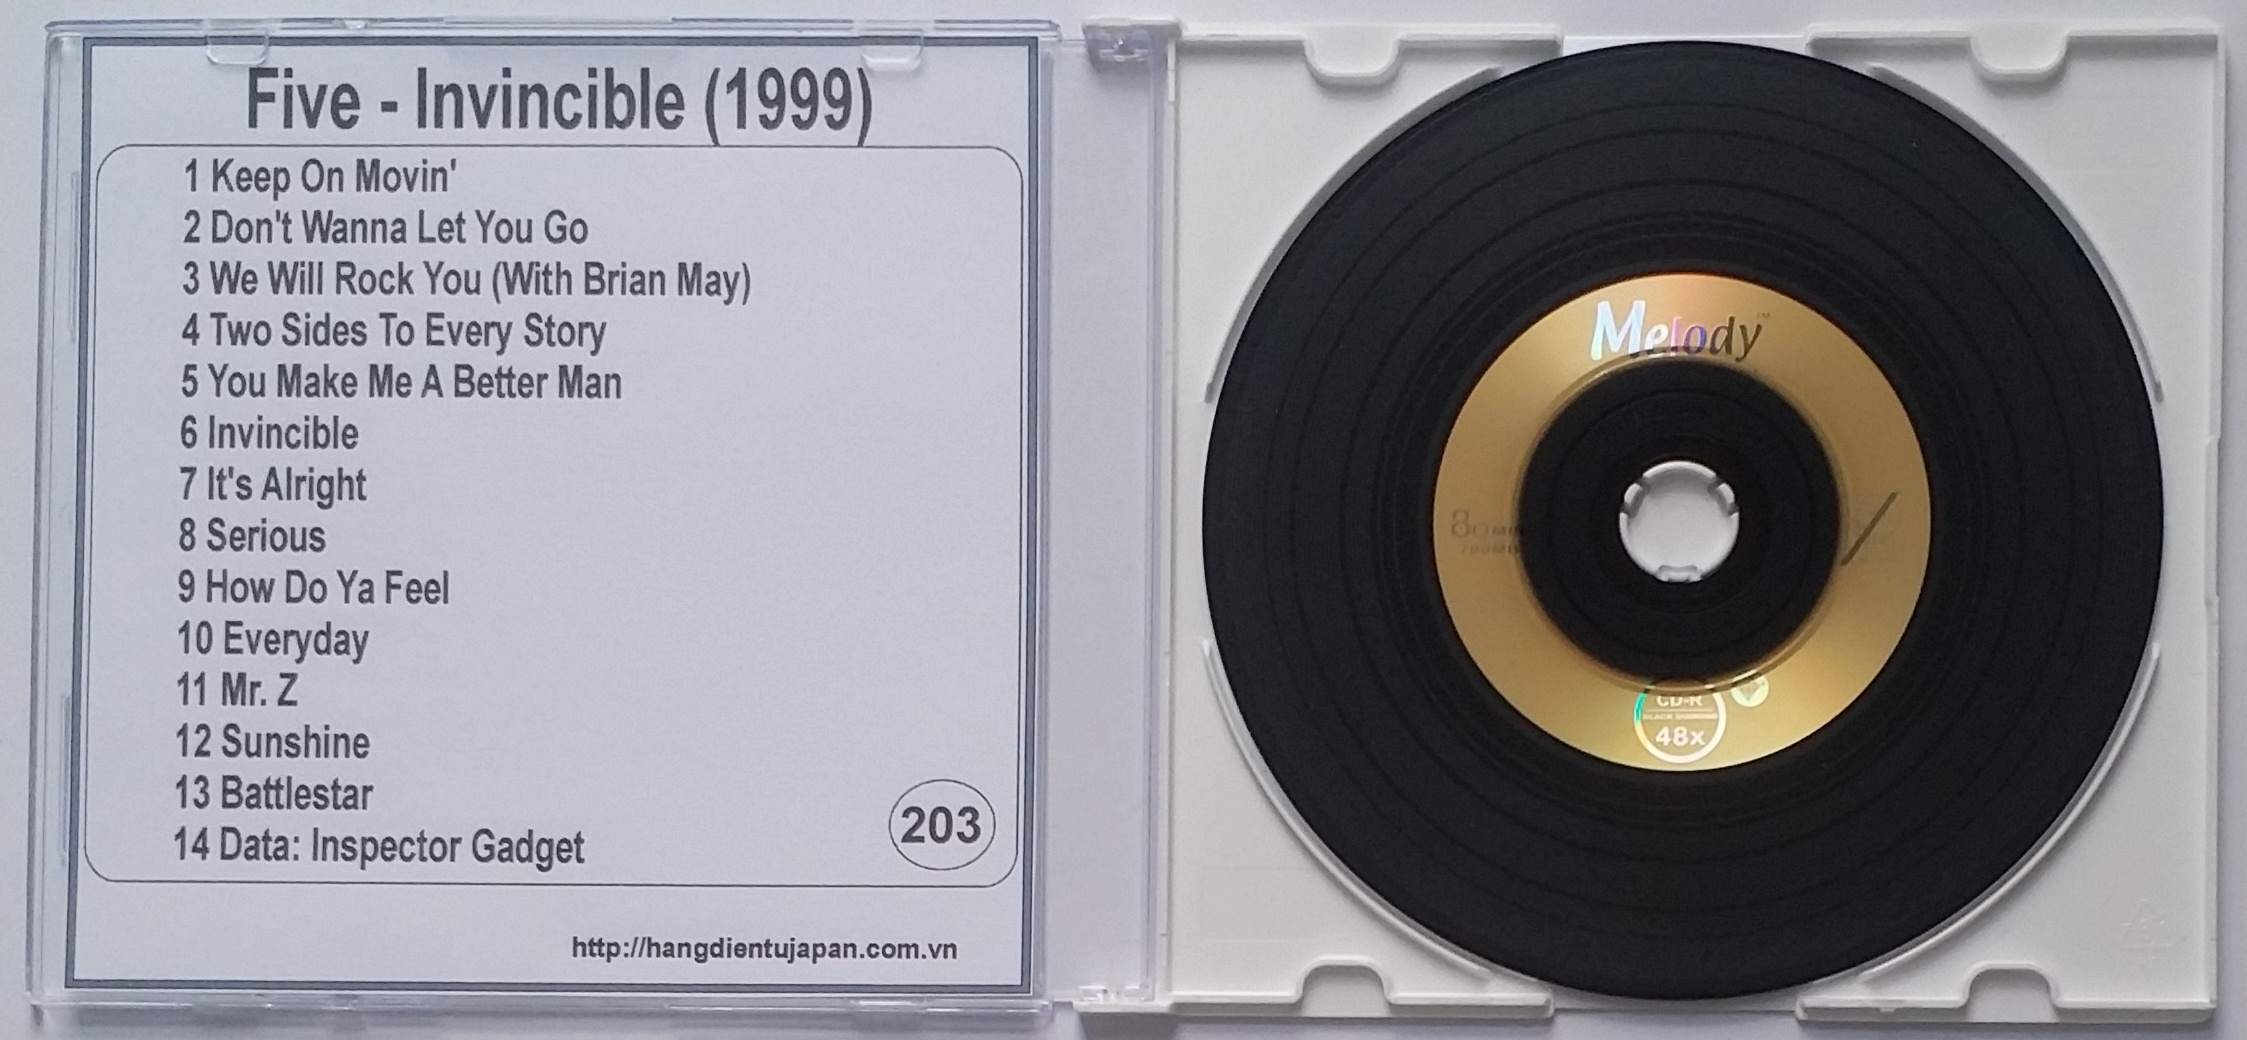 Five - Invincible (1999)
1 Keep On Movin'
2 Don't Wanna Let You Go
3 We Will Rock You (With Brian May)
4 Two Sides To Every Story
5 You Make Me A Better Man
6 Invincible
7 It's Alright
8 Serious
9 How Do Ya Feel
10 Everyday
11 Mr. Z
12 Sunshine
13 Battlestar
14 Data: Inspector Gadget
203
http://hangdientujapan.com.vn
Melody™
CD-R
48x